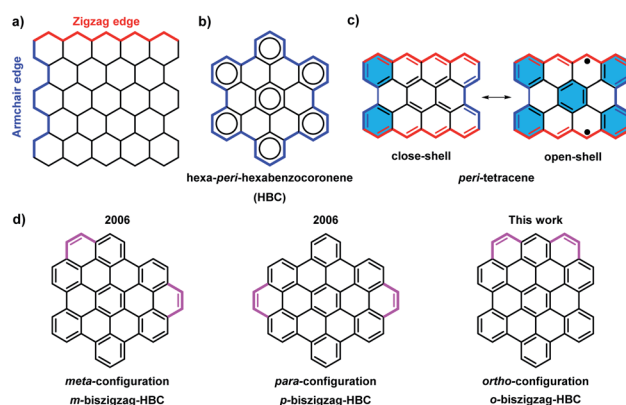 a)
Zigzag edge
Armchair edge
b)
hexa-peri-hexabenzocoronene
(HBC)
c)
close-shell
open-shell
peri-tetracene
d)
2006
meta-configuration
m-biszigzag-HBC
2006
para-configuration
p-biszigzag-HBC
This work
ortho-configuration
o-biszigzag-HBC